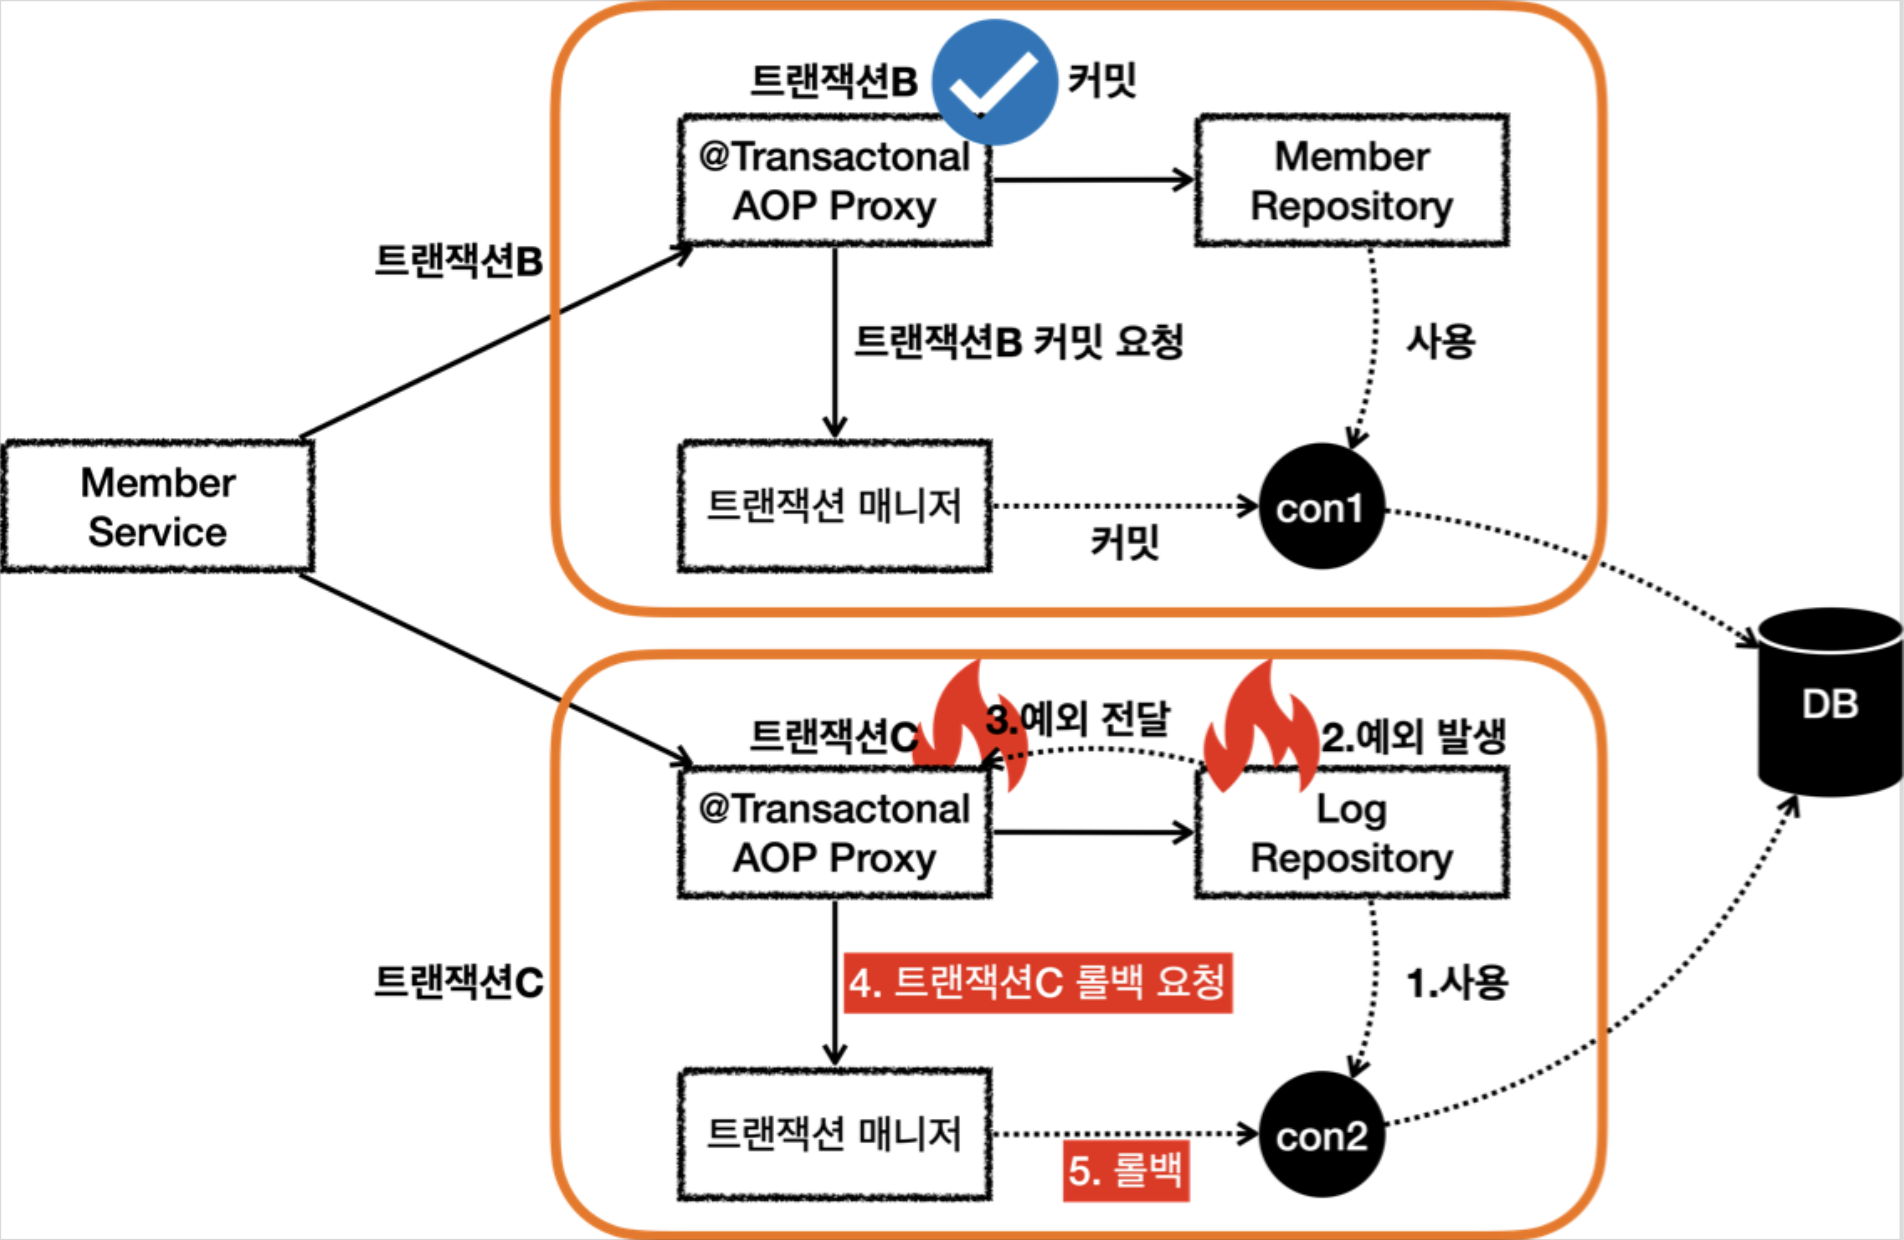 트랜잭션B
커밋
@Transactonal
AOP Proxy
Member
Repository
트랜잭션B
트랜잭션B 커밋 요청
사용
Member
Service
트랜잭션 매니저
커밋
con1
DB
트랜잭션C
3.예외 전달
2.예외 발생
@Transactonal
AOP Proxy
Log
Repository
트랜잭션C
4. 트랜잭션C 롤백 요청
1.사용
트랜잭션 매니저
5. 롤백
con2